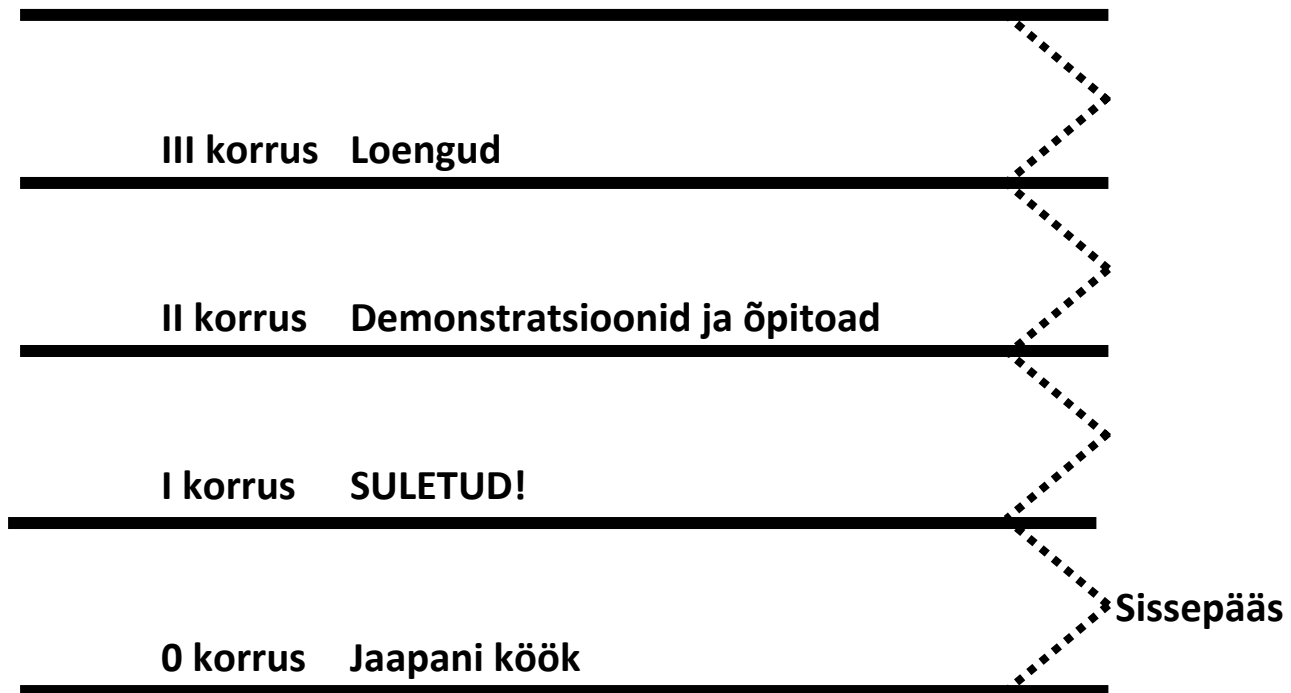 III korrus Loengud
II korrus Demonstratsioonid ja õpitoad
I korrus SULETUD!
Sissepääs
0 korrus Jaapani köök